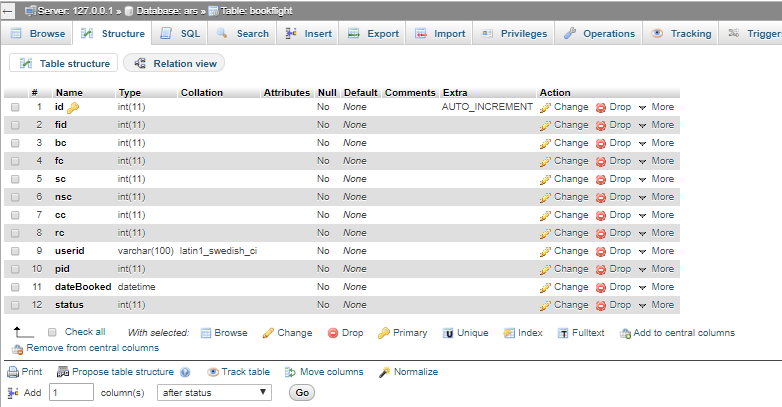 Server: 127.0.0.1 » Database: ars » Table: bookflight
Browse Structure SQL Search Insert Export Import Privileges Operations Tracking Triggers
Table structure Relation view
# Name Type Collation Attributes Null Default Comments Extra Action
1 id int(11) No None AUTO_INCREMENT Change Drop More
2 fid int(11) No None Change Drop More
3 bc int(11) No None Change Drop More
4 fc int(11) No None Change Drop More
5 sc int(11) No None Change Drop More
6 nsc int(11) No None Change Drop More
7 cc int(11) No None Change Drop More
8 rc int(11) No None Change Drop More
9 userid varchar(100) latin1_swedish_ci No None Change Drop More
10 pid int(11) No None Change Drop More
11 dateBooked datetime No None Change Drop More
12 status int(11) No None Change Drop More
Check all With selected: Browse Change Drop Primary Unique Index Fulltext Add to central columns
Remove from central columns
Print Propose table structure Track table Move columns Normalize
Add 1 column(s) after status Go